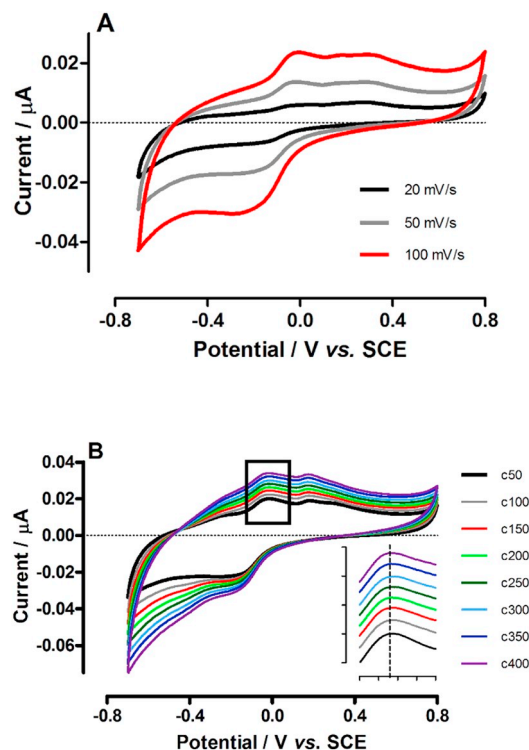 A
Current / µA
0.02
0.00
-0.02
-0.04
20 mV/s
50 mV/s
100 mV/s
-0.8
-0.4
0.0
0.4
0.8
Potential / V vs. SCE
B
Current / µA
0.04
0.02
0.00
-0.02
-0.04
-0.06
c50
c100
c150
c200
c250
c300
c350
c400
-0.8
-0.4
0.0
0.4
0.8
Potential / V vs. SCE